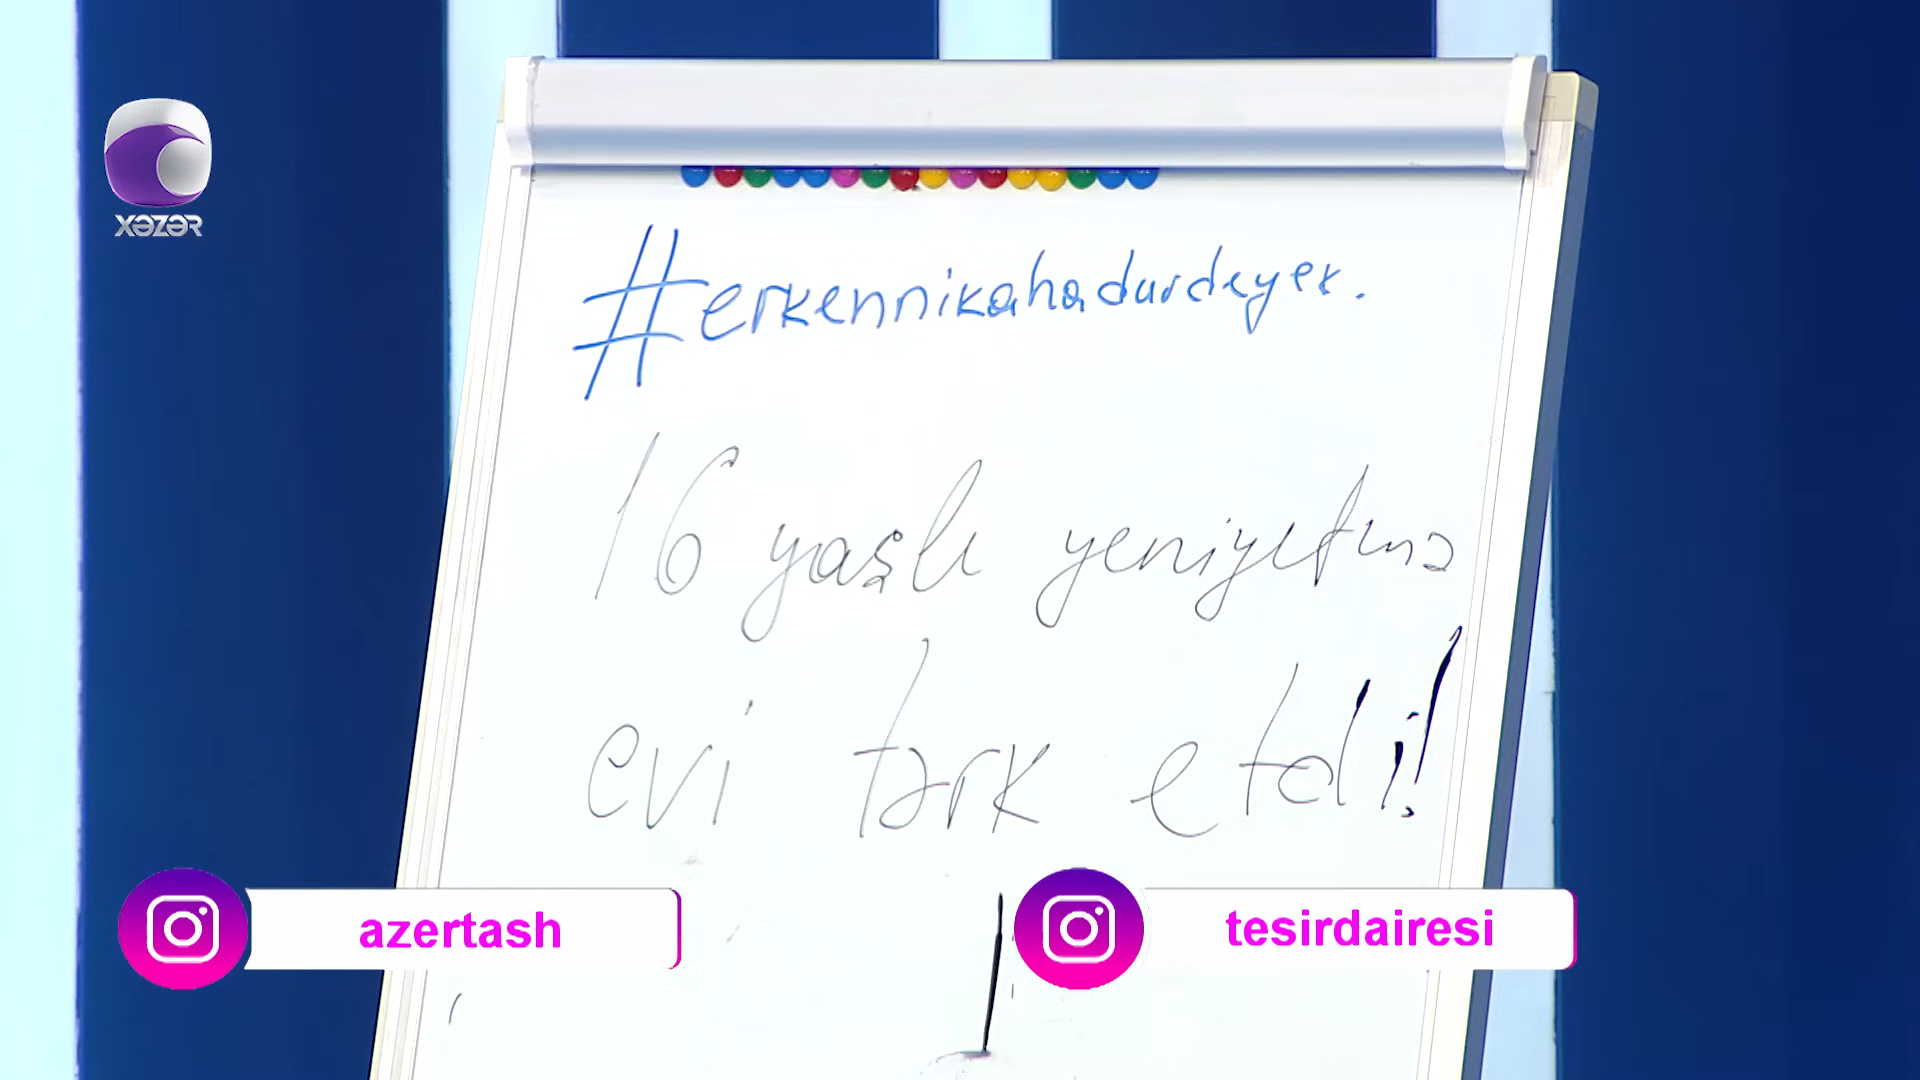 XƏZƏR
#erkennikahadurdeyek.
16 yaşlı yeniyetmə
evi tərk etdi!
azertash
tesirdairesi